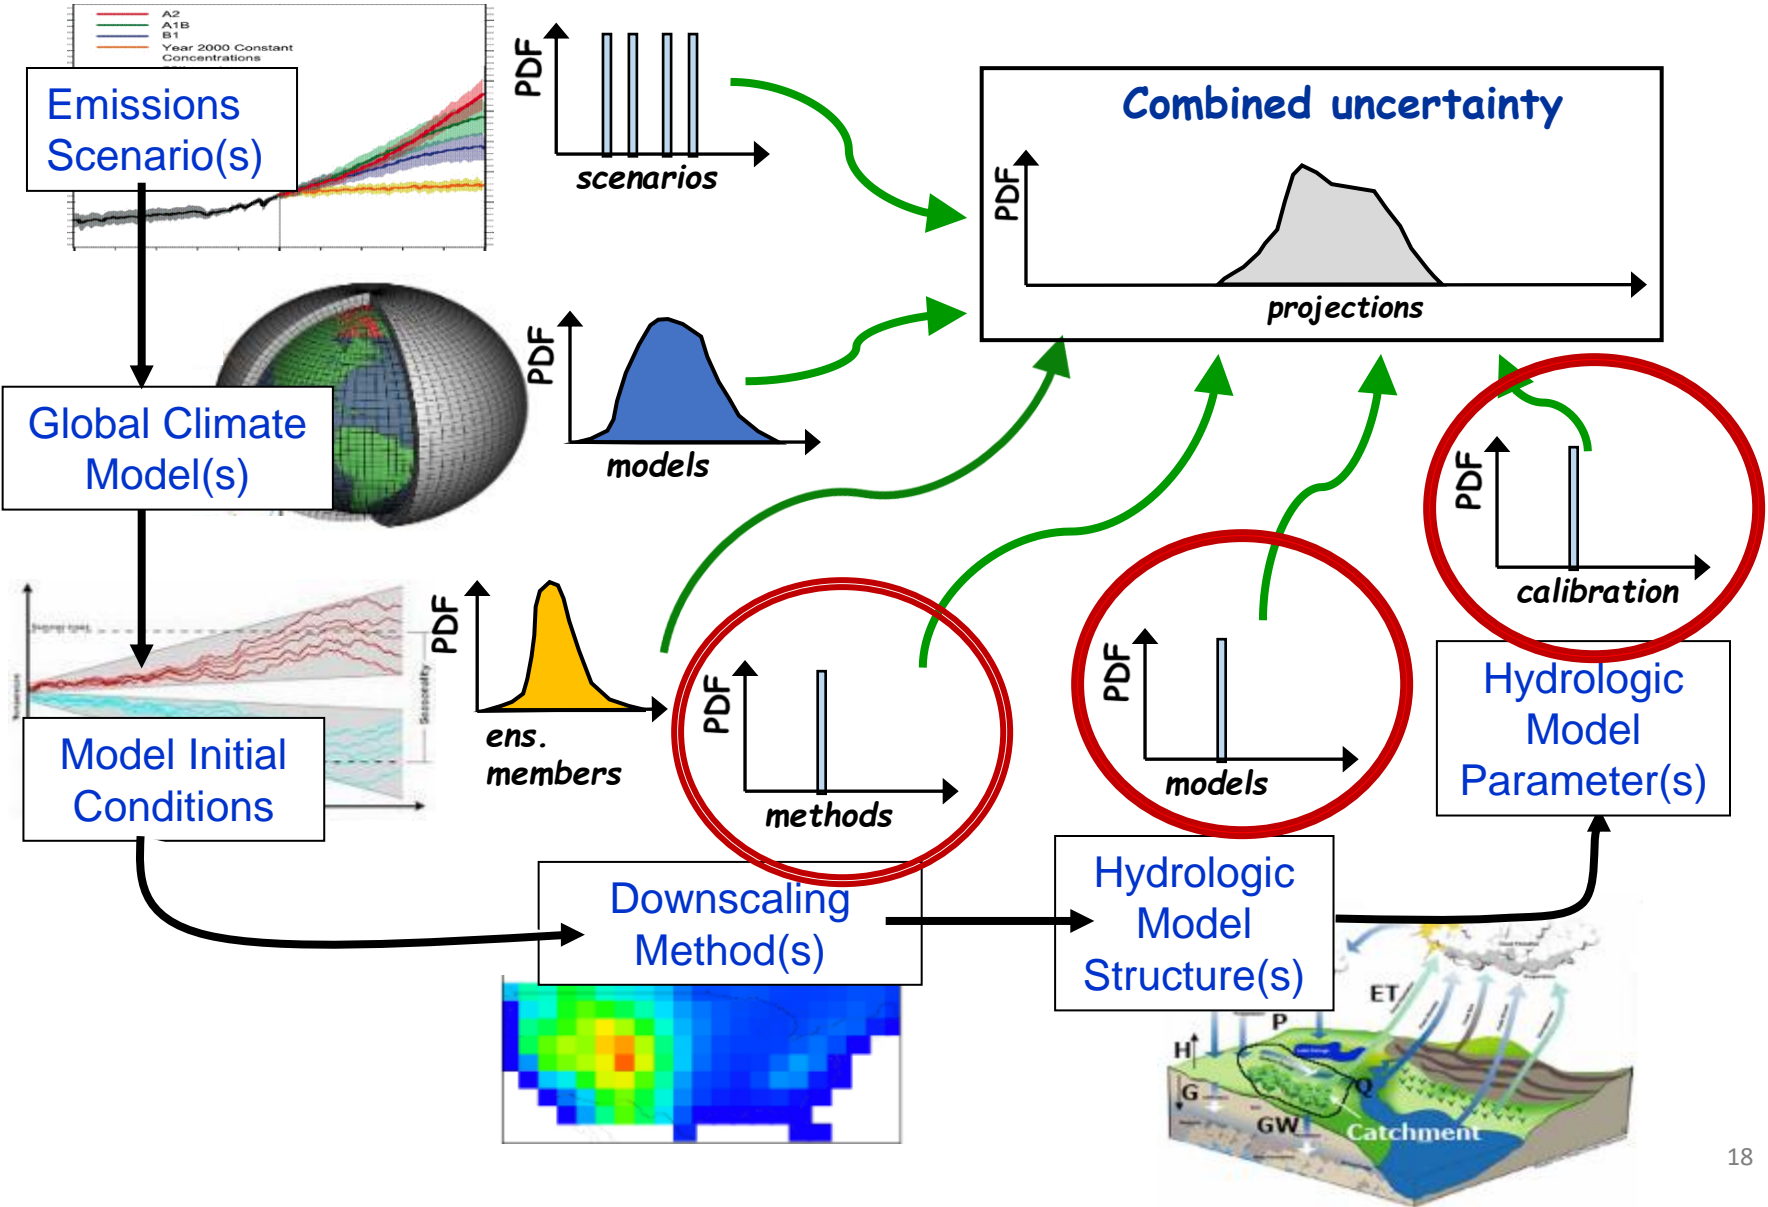 A2
A1B
B1
Year 2000 Constant
Concentrations
Emissions
Scenario(s)
PDF
scenarios
Combined uncertainty
PDF
projections
Global Climate
Model(s)
PDF
models
Model Initial
Conditions
PDF
ens.
members
PDF
methods
Downscaling
Method(s)
PDF
models
Hydrologic
Model
Structure(s)
PDF
calibration
Hydrologic
Model
Parameter(s)
ET
P
H
G
Q
GW
Catchment
18